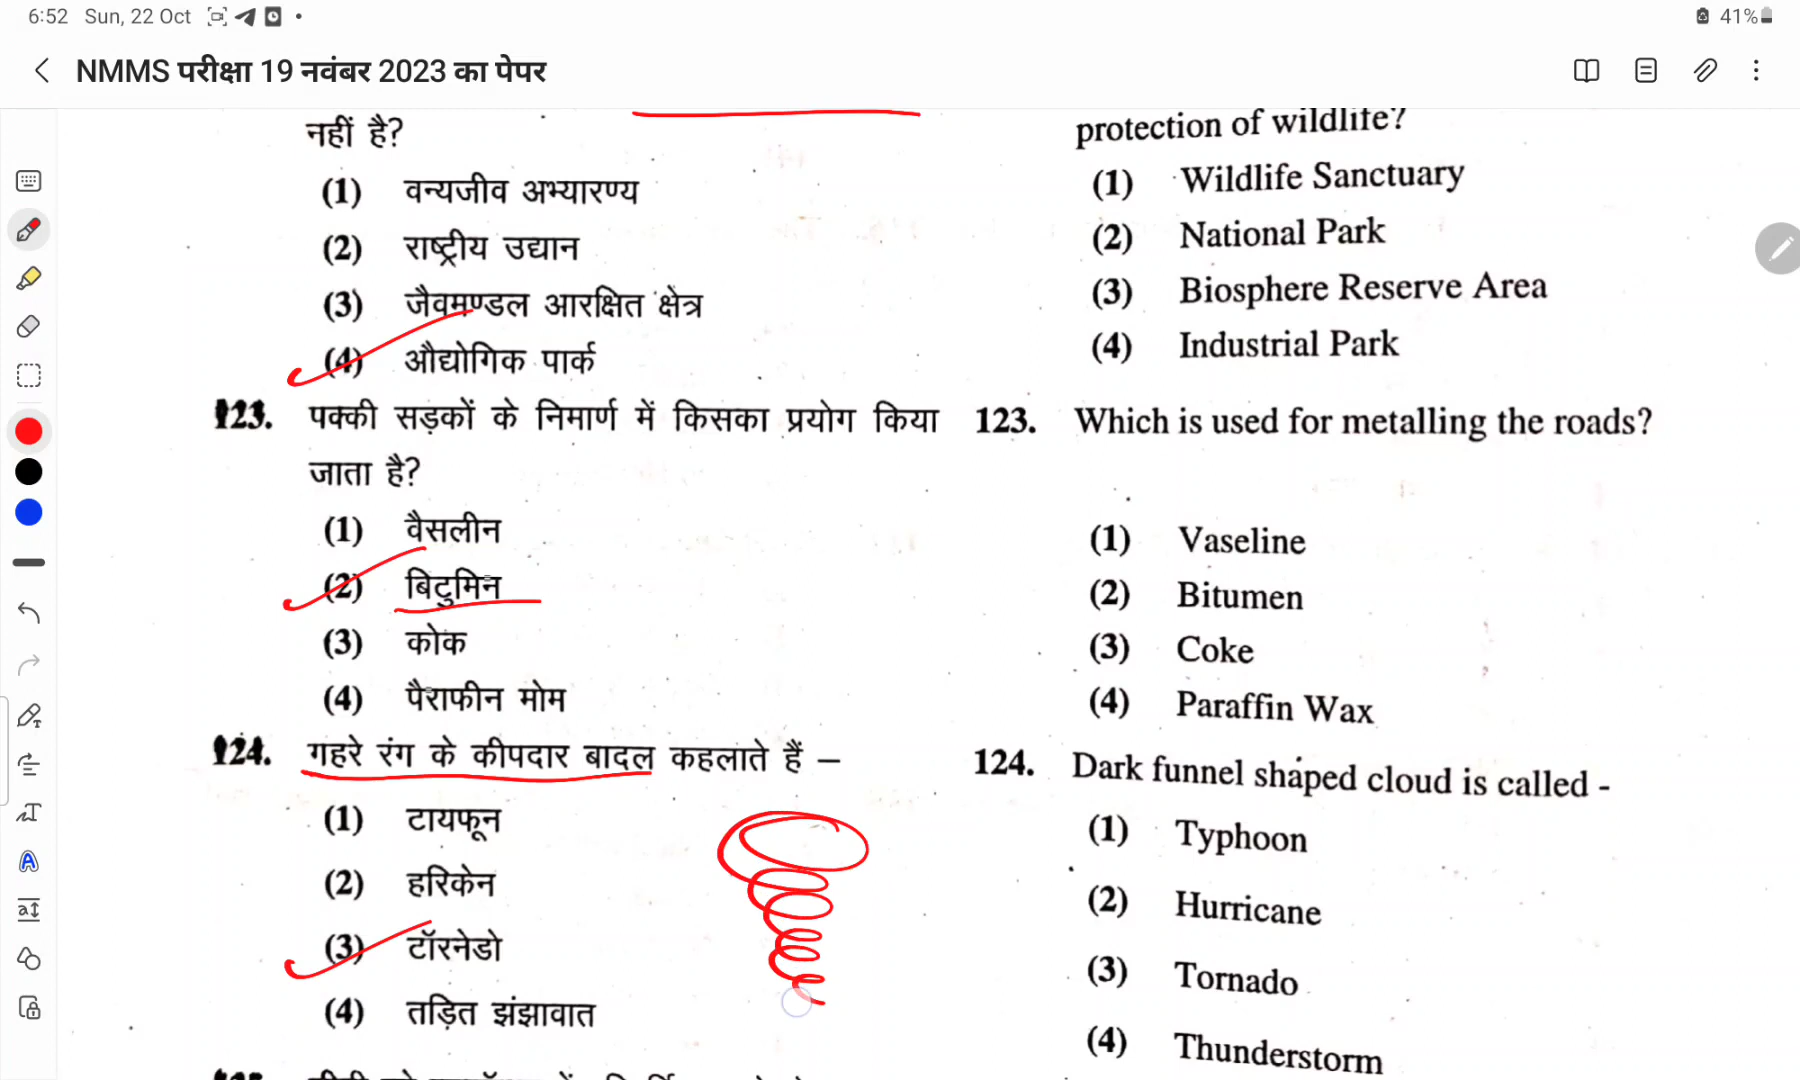 6:52 Sun, 22 Oct
41%
NMMS परीक्षा 19 नवंबर 2023 का पेपर
नहीं है?
(1) वन्यजीव अभ्यारण्य
(2) राष्ट्रीय उद्यान
(3) जैवमण्डल आरक्षित क्षेत्र
(4) औद्योगिक पार्क
123. पक्की सड़कों के निमार्ण में किसका प्रयोग किया
जाता है?
(1) वैसलीन
(2) बिटुमिन
(3) कोक
(4) पैराफीन मोम
124. गहरे रंग के कीपदार बादल कहलाते हैं –
(1) टायफून
(2) हरिकेन
(3) टॉरनेडो
(4) तड़ित झंझावात
protection of wildlife?
(1) Wildlife Sanctuary
(2) National Park
(3) Biosphere Reserve Area
(4) Industrial Park
123. Which is used for metalling the roads?
(1) Vaseline
(2) Bitumen
(3) Coke
(4) Paraffin Wax
124. Dark funnel shaped cloud is called -
(1) Typhoon
(2) Hurricane
(3) Tornado
(4) Thunderstorm